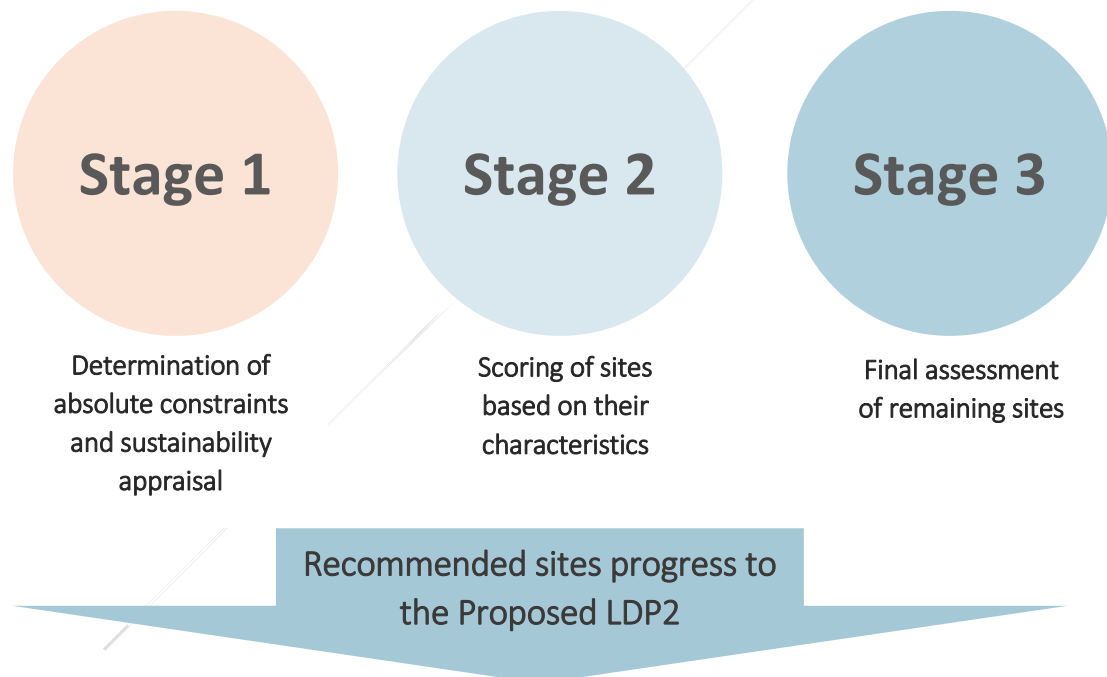 Stage 1
Determination of
absolute constraints
and sustainability
appraisal
Stage 2
Scoring of sites
based on their
characteristics
Stage 3
Final assessment
of remaining sites
Recommended sites progress to
the Proposed LDP2